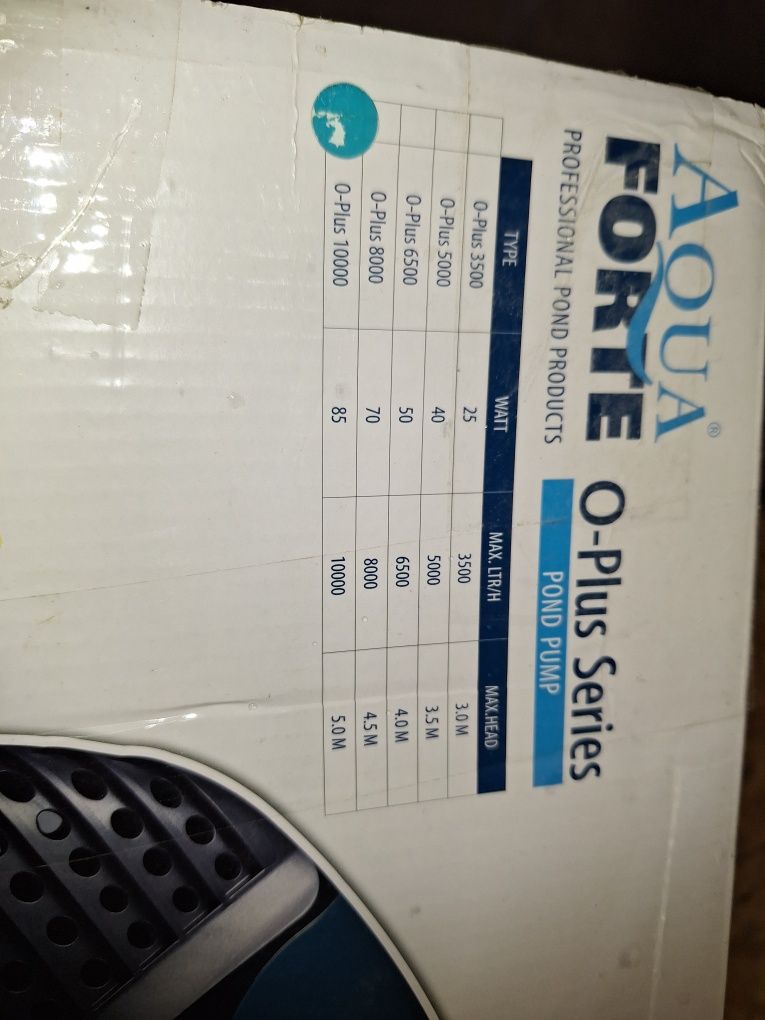 AQUA®
FORTE
PROFESSIONAL POND PRODUCTS
O-Plus Series
POND PUMP
TYPE WATT MAX. LTR/H MAX.HEAD
O-Plus 3500 25 3500 3.0 M
O-Plus 5000 40 5000 3.5 M
O-Plus 6500 50 6500 4.0 M
O-Plus 8000 70 8000 4.5 M
O-Plus 10000 85 10000 5.0 M